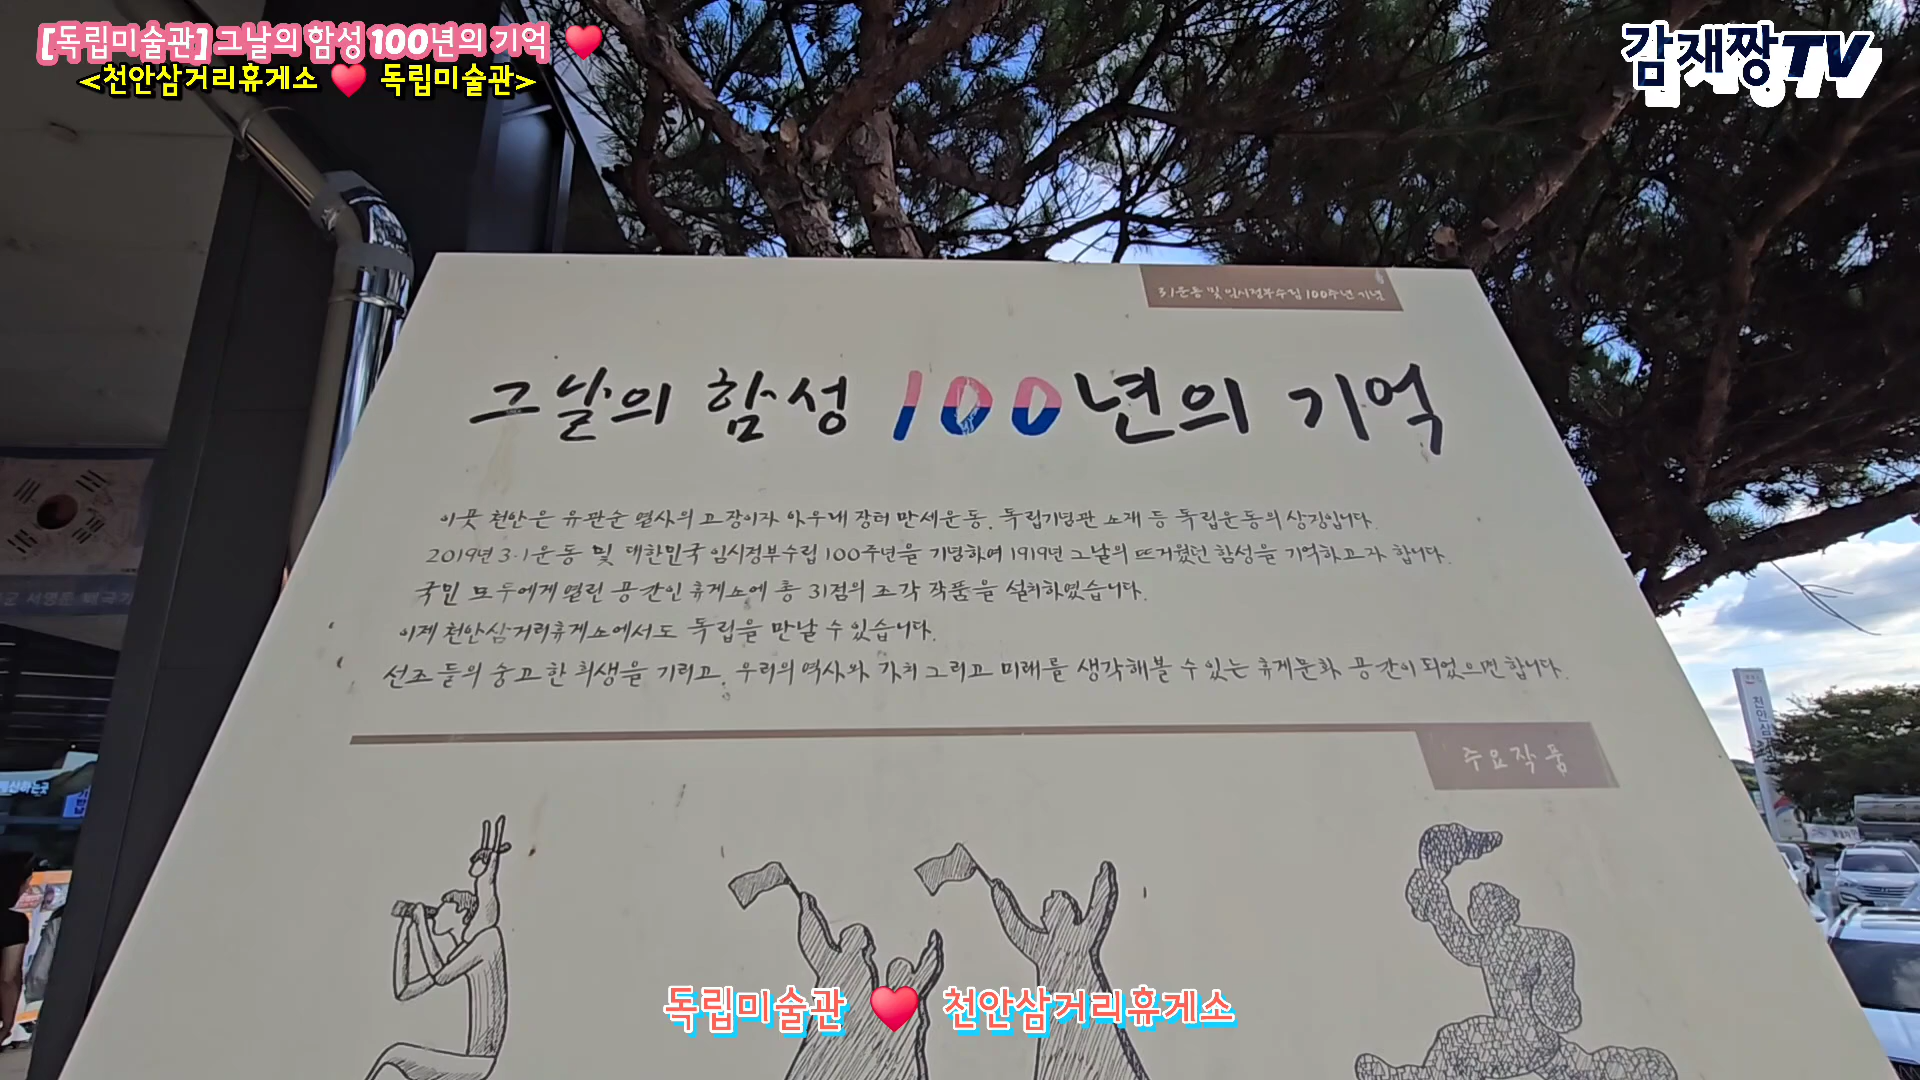 [독립미술관] 그날의 함성 100년의 기억
<천안삼거리휴게소 독립미술관>
감재짱TV
3.1운동 및 임시정부수립 100주년 기념
그날의 함성 100년의 기억
이곳 천안은 유관순 열사의 고장이자 아우내 장터 만세운동, 독립기념관 소재 등 독립운동의 상징입니다.
2019년 3·1운동 및 대한민국 임시정부수립 100주년을 기념하여 1919년 그날의 뜨거웠던 함성을 기억하고자 합니다.
국민 모두에게 열린 공간인 휴게소에 총 31점의 조각 작품을 설치하였습니다.
이제 천안삼거리휴게소에서도 독립을 만날 수 있습니다.
선조들의 숭고한 희생을 기리고, 우리의 역사와 가치 그리고 미래를 생각해볼 수 있는 휴게문화 공간이 되었으면 합니다.
주요작품
천안삼
독립미술관 천안삼거리휴게소